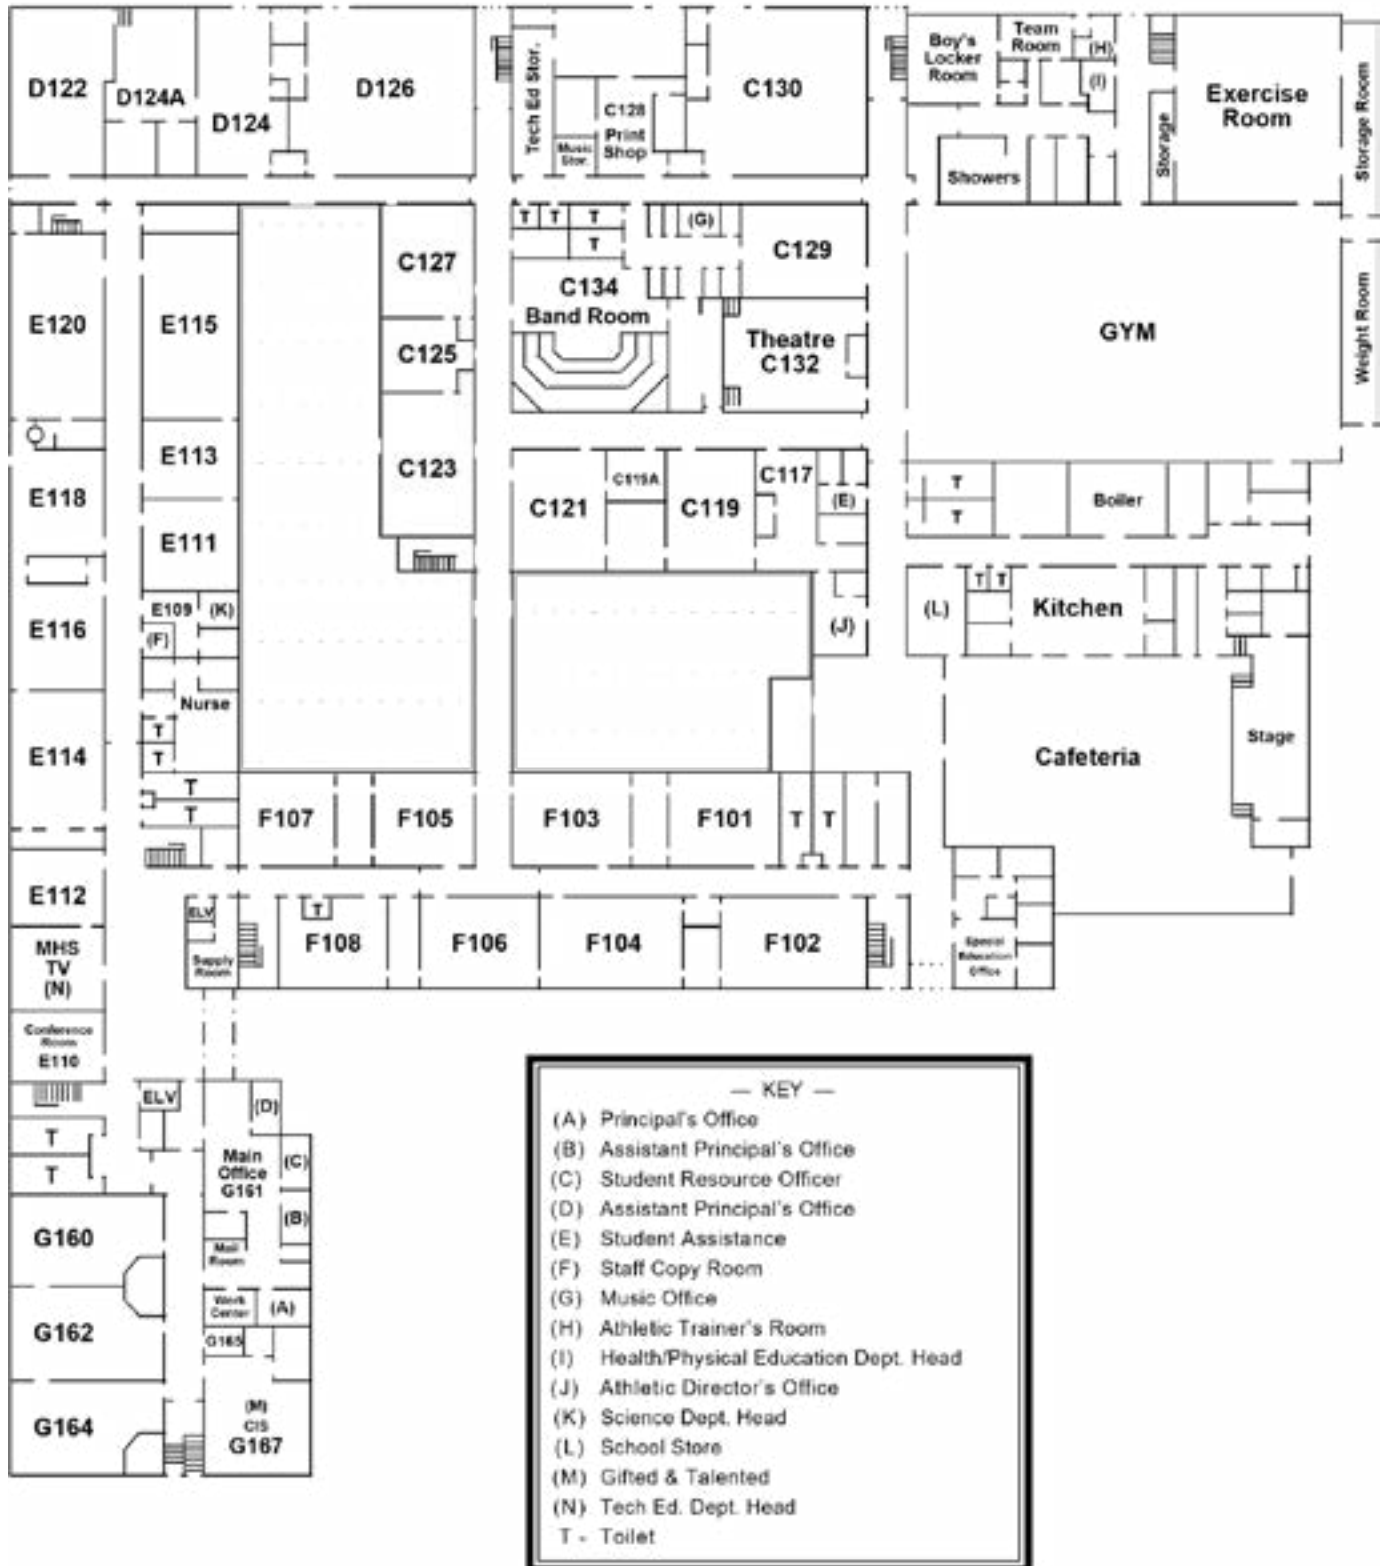 D122
D124A
D124
D126
Tech Ed Stor.
C128
Print
Shop
Music
Stor.
C130
Boy's
Locker
Room
Team
Room
(H)
(I)
Showers
Storage
Exercise
Room
Storage Room
E120
E115
C127
C125
C123
T
T
T
T
(G)
C134
Band Room
C129
Theatre
C132
GYM
Weight Room
E118
E113
E111
C121
C119A
C119
C117
(E)
T
T
Boiler
E116
E109
(K)
(F)
(J)
(L)
T
T
Kitchen
Nurse
T
T
E114
T
T
F107
F105
F103
F101
T
T
Cafeteria
Stage
E112
MHS
TV
(N)
ELV
Supply
Room
T
F108
F106
F104
F102
Special
Education
Office
Conference
Room
E110
ELV
(D)
T
T
Main
Office
G161
(C)
(B)
Mail
Room
G160
G162
Work
Center
(A)
G165
G164
(M)
CIS
G167
— KEY —
(A) Principal's Office
(B) Assistant Principal's Office
(C) Student Resource Officer
(D) Assistant Principal's Office
(E) Student Assistance
(F) Staff Copy Room
(G) Music Office
(H) Athletic Trainer's Room
(I) Health/Physical Education Dept. Head
(J) Athletic Director's Office
(K) Science Dept. Head
(L) School Store
(M) Gifted & Talented
(N) Tech Ed. Dept. Head
T - Toilet